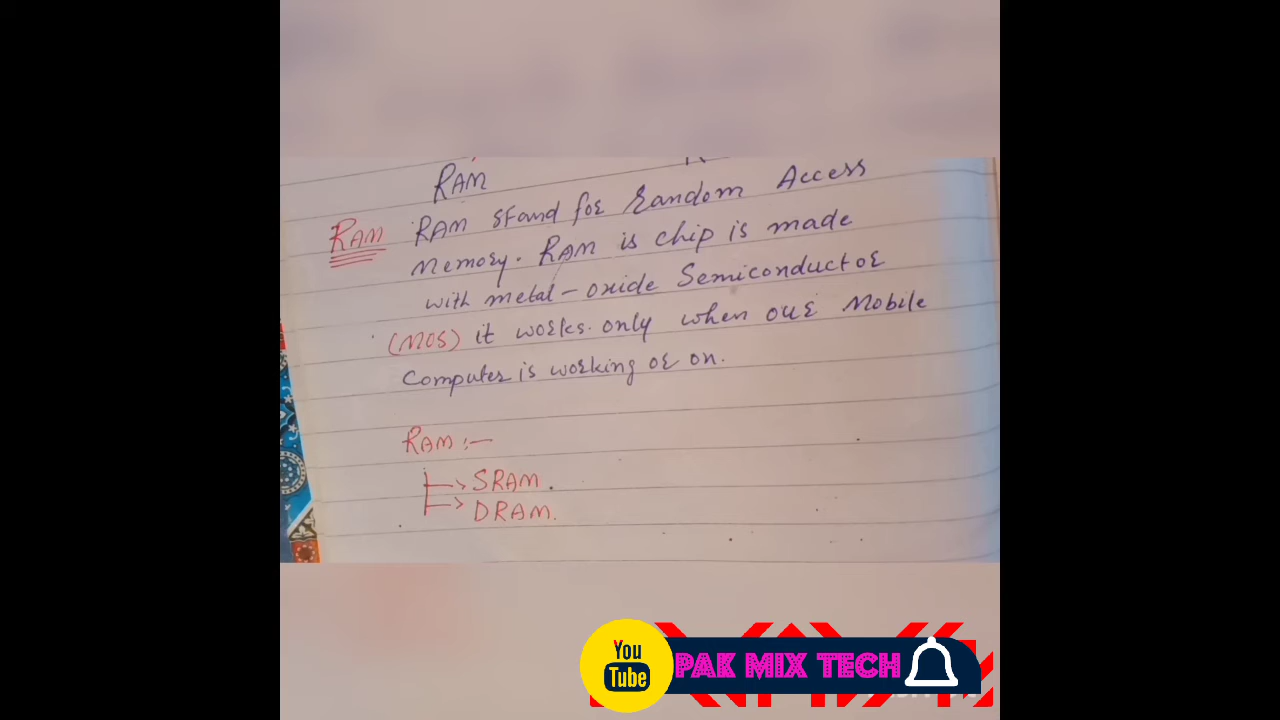 RAM
RAM RAM stand for Random Access
Memory. RAM is chip is made
with metal-oxide Semiconductor
(MOS) it works. only when our Mobile
Computer is working or on.
RAM :-
SRAM.
DRAM.
You
Tube
PAK MIX TECH